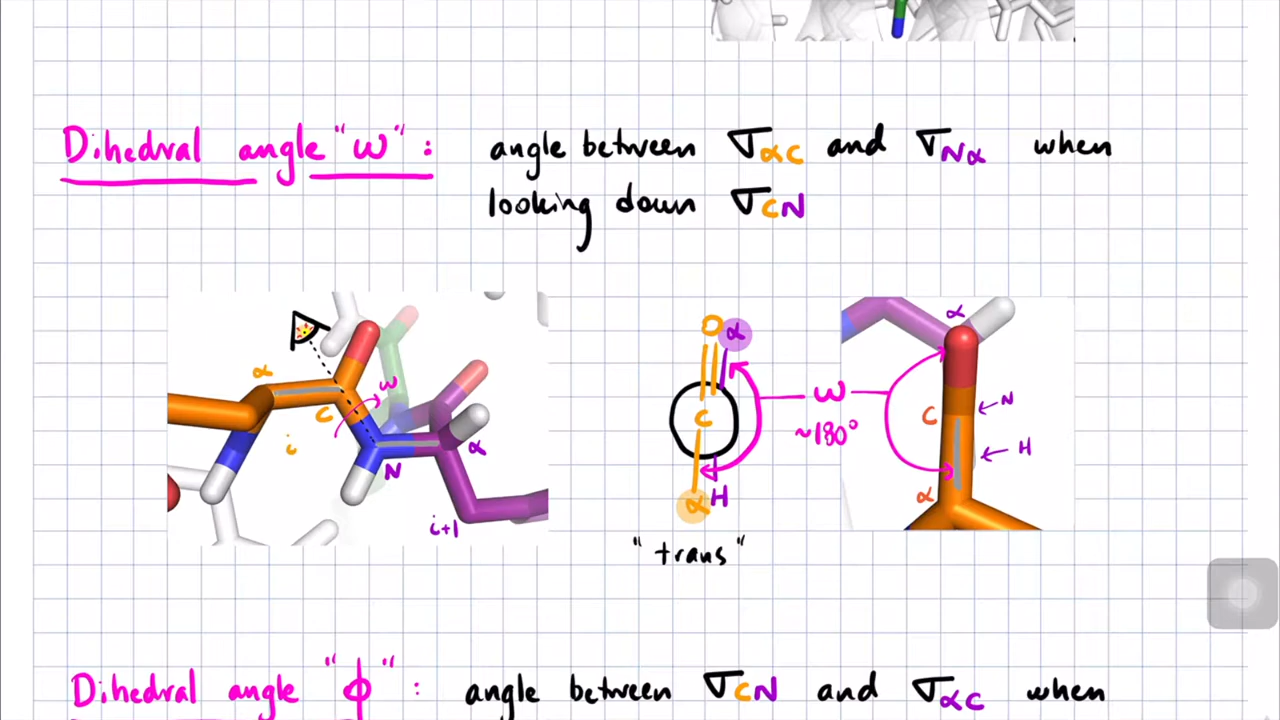 Dihedral angle "ω" : angle between σαC and σNα when
looking down σCN
α
C
ω
i
N
α
i+1
O
α
C
H
α
"trans"
ω
~180°
α
C
N
H
α
Dihedral angle "ϕ" : angle between σCN and σαC when